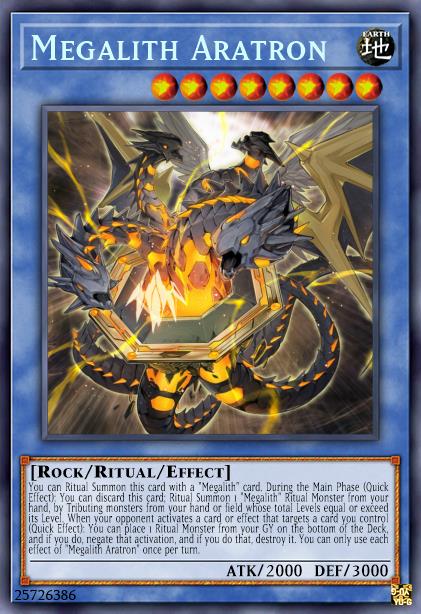 MEGALITH ARATRON
EARTH
地
[ROCK/RITUAL/EFFECT]
You can Ritual Summon this card with a "Megalith" card. During the Main Phase (Quick
Effect): You can discard this card; Ritual Summon 1 "Megalith" Ritual Monster from your
hand, by Tributing monsters from your hand or field whose total Levels equal or exceed
its Level. When your opponent activates a card or effect that targets a card you control
(Quick Effect): You can place 1 Ritual Monster from your GY on the bottom of the Deck,
and if you do, negate that activation, and if you do that, destroy it. You can only use each
effect of "Megalith Aratron" once per turn.
ATK/2000 DEF/3000
25726386